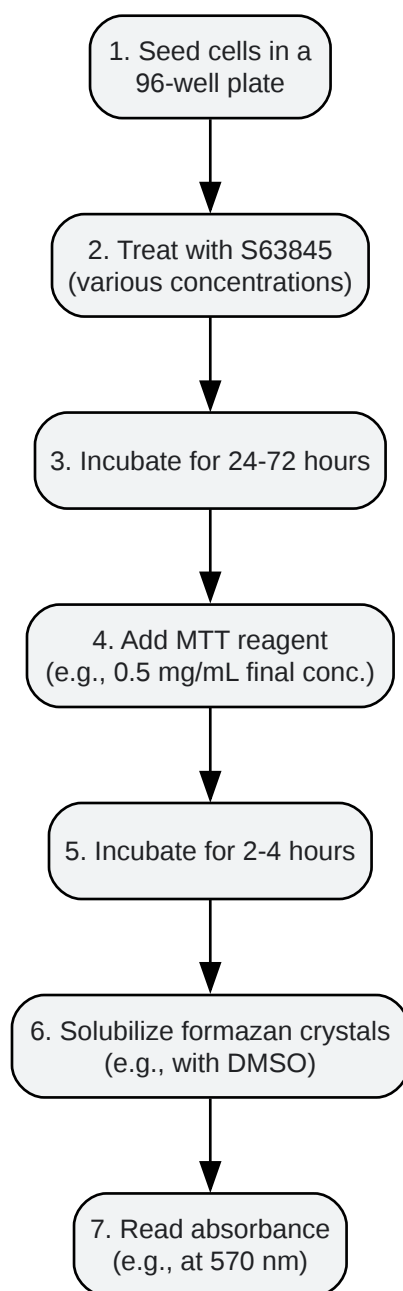 1. Seed cells in a
96-well plate
2. Treat with S63845
(various concentrations)
3. Incubate for 24-72 hours
4. Add MTT reagent
(e.g., 0.5 mg/mL final conc.)
5. Incubate for 2-4 hours
6. Solubilize formazan crystals
(e.g., with DMSO)
7. Read absorbance
(e.g., at 570 nm)